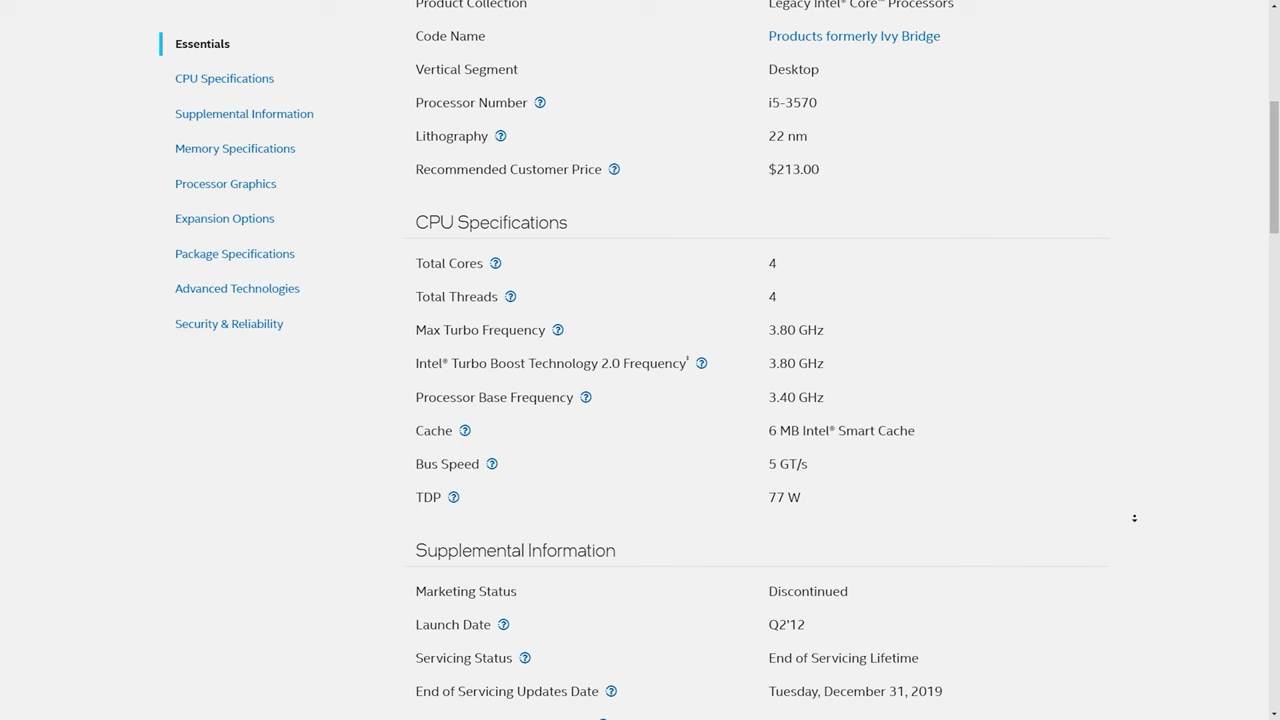 Product Collection Legacy Intel® Core™ Processors
Essentials
Code Name Products formerly Ivy Bridge
CPU Specifications
Vertical Segment Desktop
Supplemental Information
Processor Number i5-3570
Memory Specifications
Lithography 22 nm
Processor Graphics
Recommended Customer Price $213.00
Expansion Options
Package Specifications
Advanced Technologies
Security & Reliability
CPU Specifications
Total Cores 4
Total Threads 4
Max Turbo Frequency 3.80 GHz
Intel® Turbo Boost Technology 2.0 Frequency‡ 3.80 GHz
Processor Base Frequency 3.40 GHz
Cache 6 MB Intel® Smart Cache
Bus Speed 5 GT/s
TDP 77 W
Supplemental Information
Marketing Status Discontinued
Launch Date Q2'12
Servicing Status End of Servicing Lifetime
End of Servicing Updates Date Tuesday, December 31, 2019